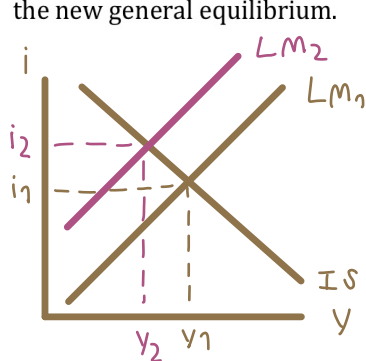 the new general equilibrium.
i
LM2
LM1
i2
i1
IS
y
y2
y1